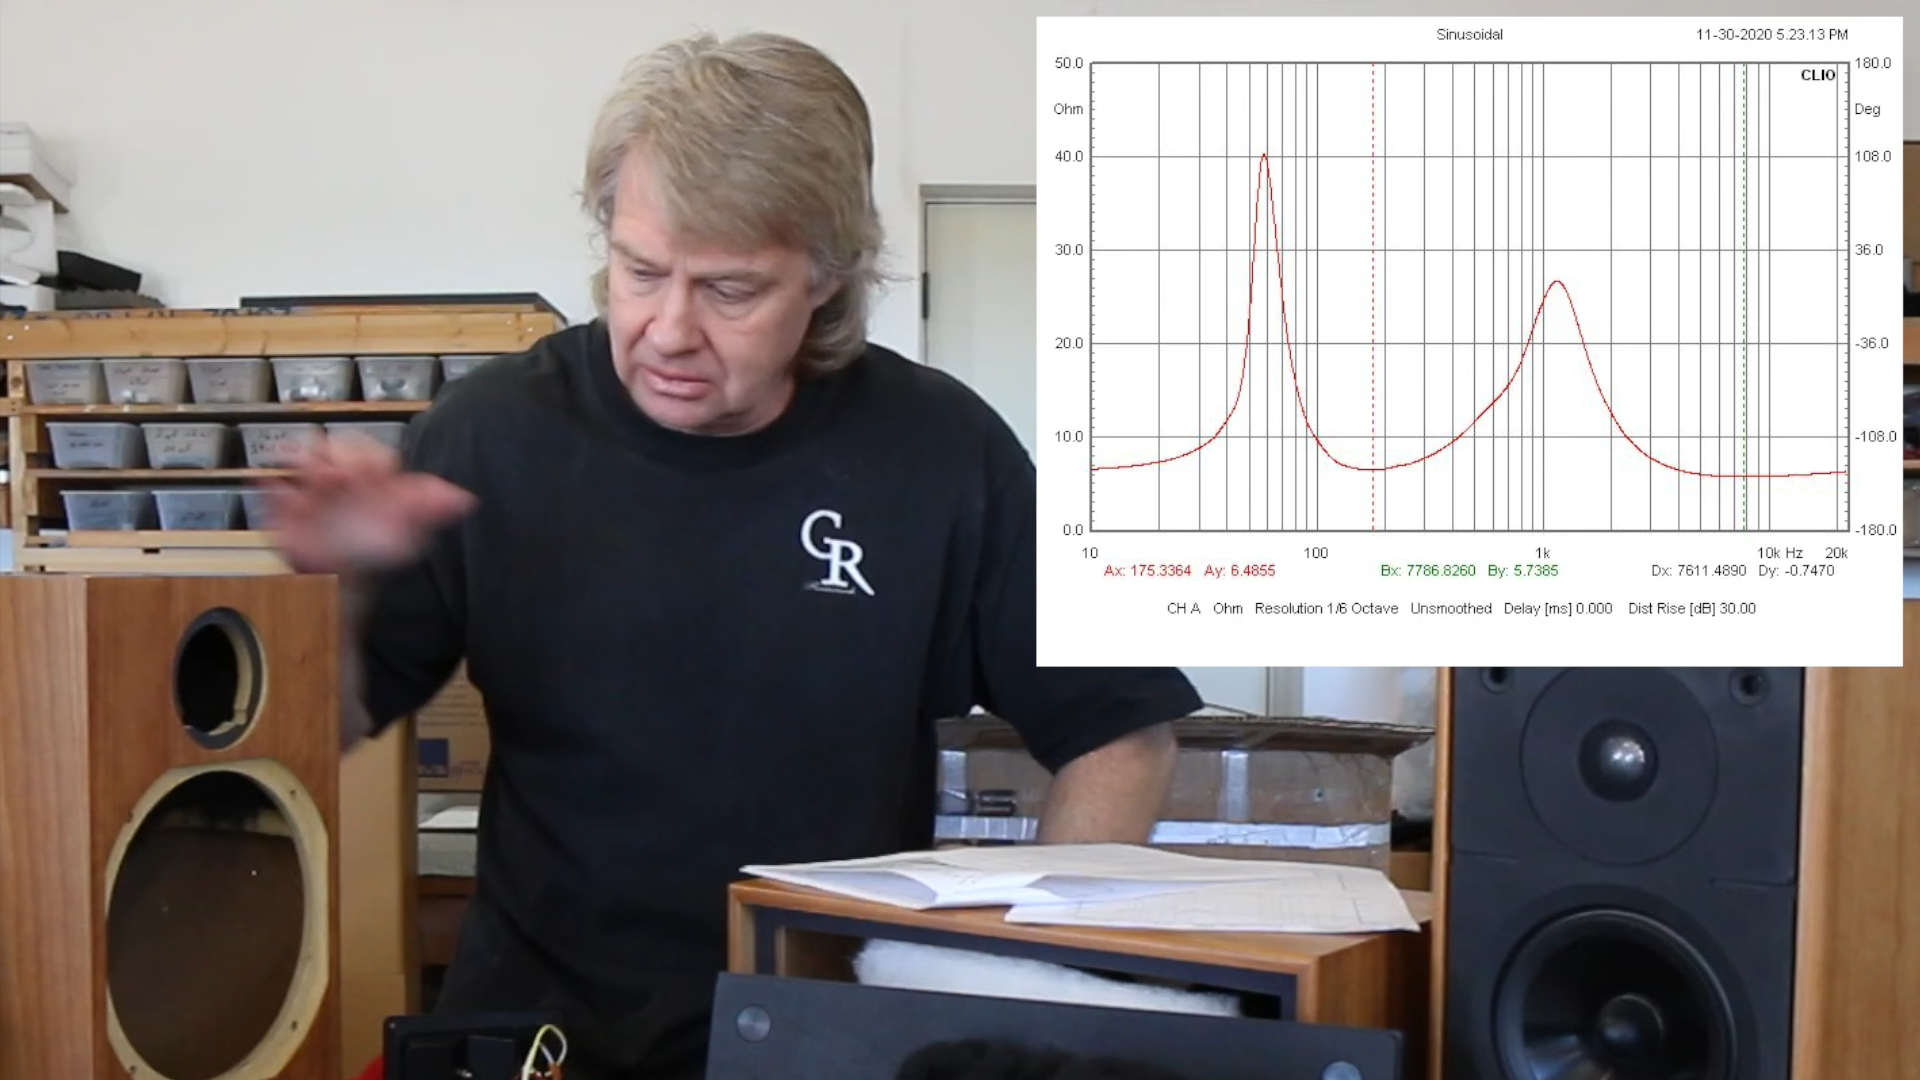 Sinusoidal 11-30-2020 5.23.13 PM
50.0 180.0
CLIO
Ohm Deg
40.0 108.0
30.0 36.0
20.0 -36.0
10.0 -108.0
0.0 -180.0
10 100 1k 10k Hz 20k
Ax: 175.3364 Ay: 6.4855 Bx: 7786.8260 By: 5.7385 Dx: 7611.4890 Dy: -0.7470
CH A Ohm Resolution 1/6 Octave Unsmoothed Delay [ms] 0.000 Dist Rise [dB] 30.00
GR